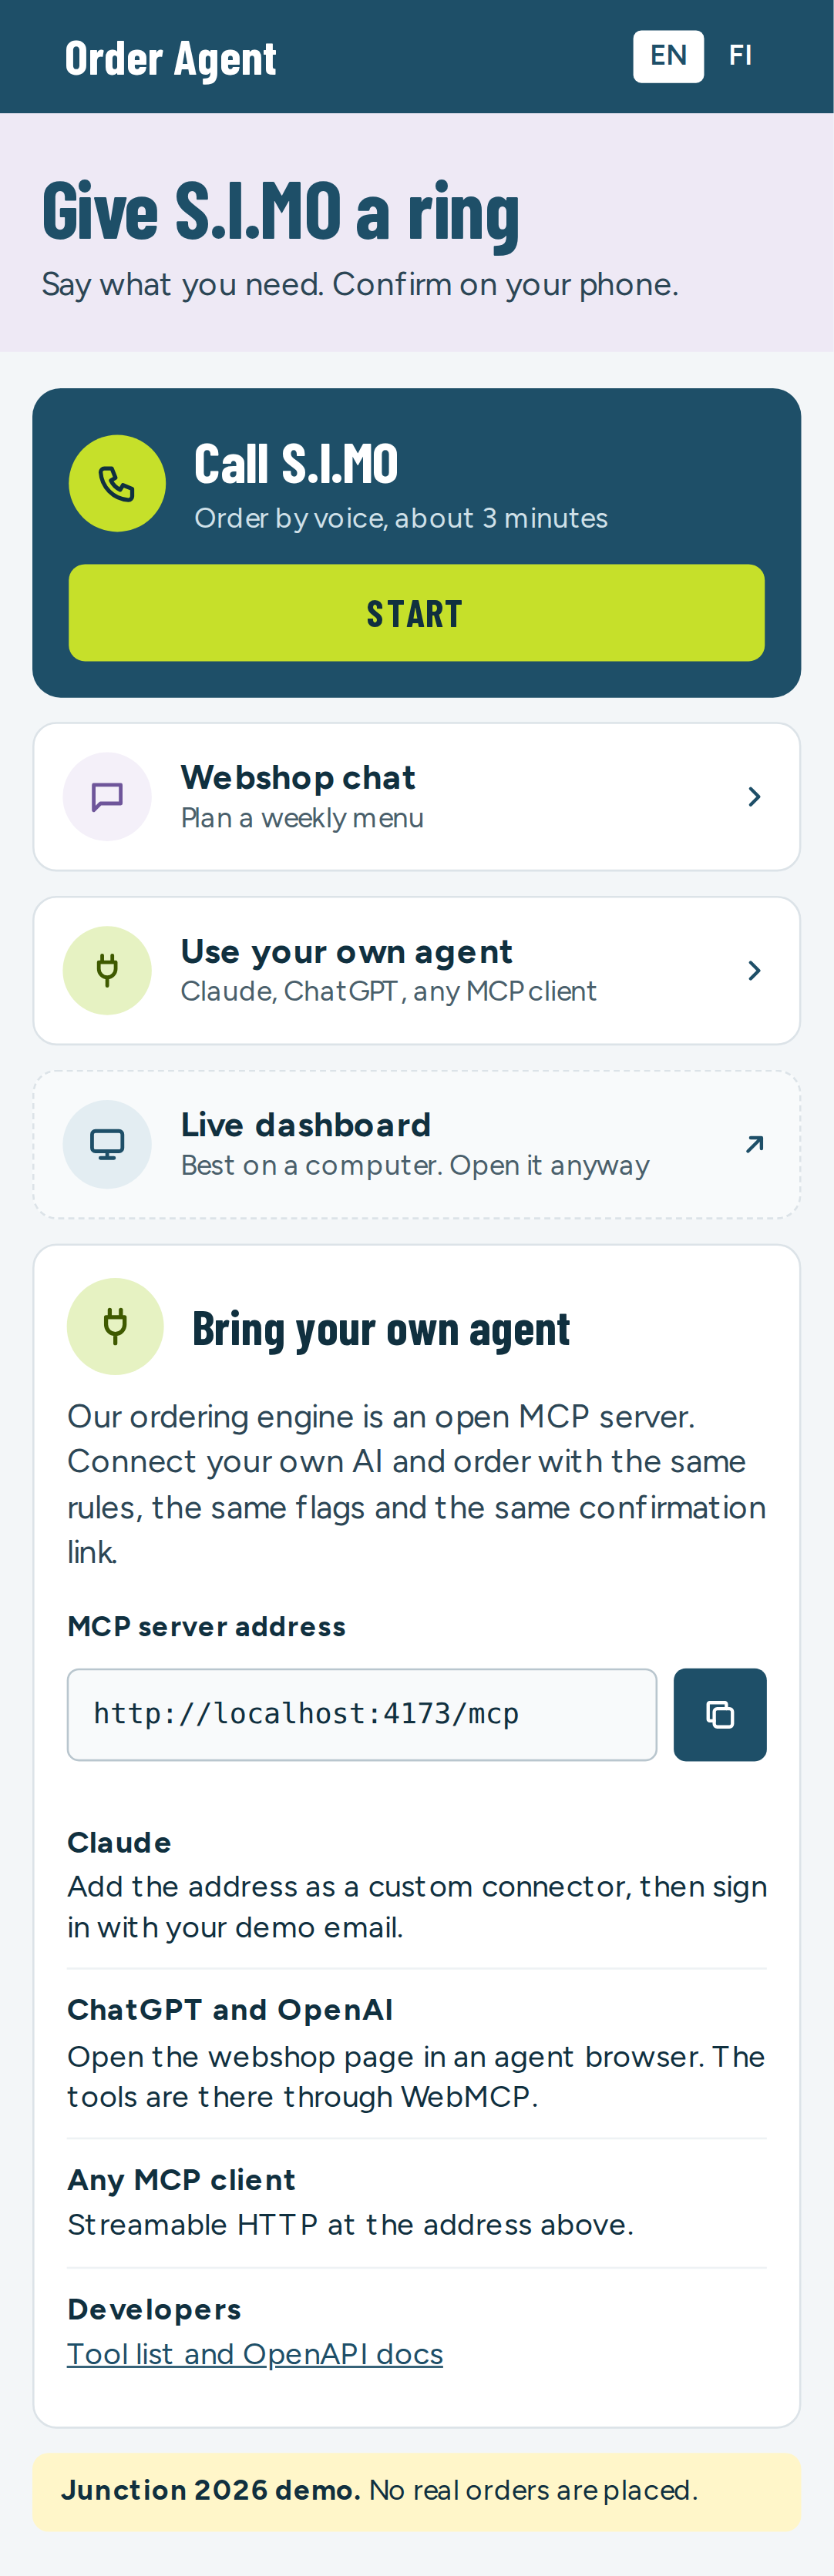 Order Agent
EN
FI
Give S.I.MO a ring
Say what you need. Confirm on your phone.
Call S.I.MO
Order by voice, about 3 minutes
START
Webshop chat
Plan a weekly menu
Use your own agent
Claude, ChatGPT, any MCP client
Live dashboard
Best on a computer. Open it anyway
Bring your own agent
Our ordering engine is an open MCP server.
Connect your own AI and order with the same
rules, the same flags and the same confirmation
link.
MCP server address
http://localhost:4173/mcp
Claude
Add the address as a custom connector, then sign
in with your demo email.
ChatGPT and OpenAI
Open the webshop page in an agent browser. The
tools are there through WebMCP.
Any MCP client
Streamable HTTP at the address above.
Developers
Tool list and OpenAPI docs
Junction 2026 demo. No real orders are placed.